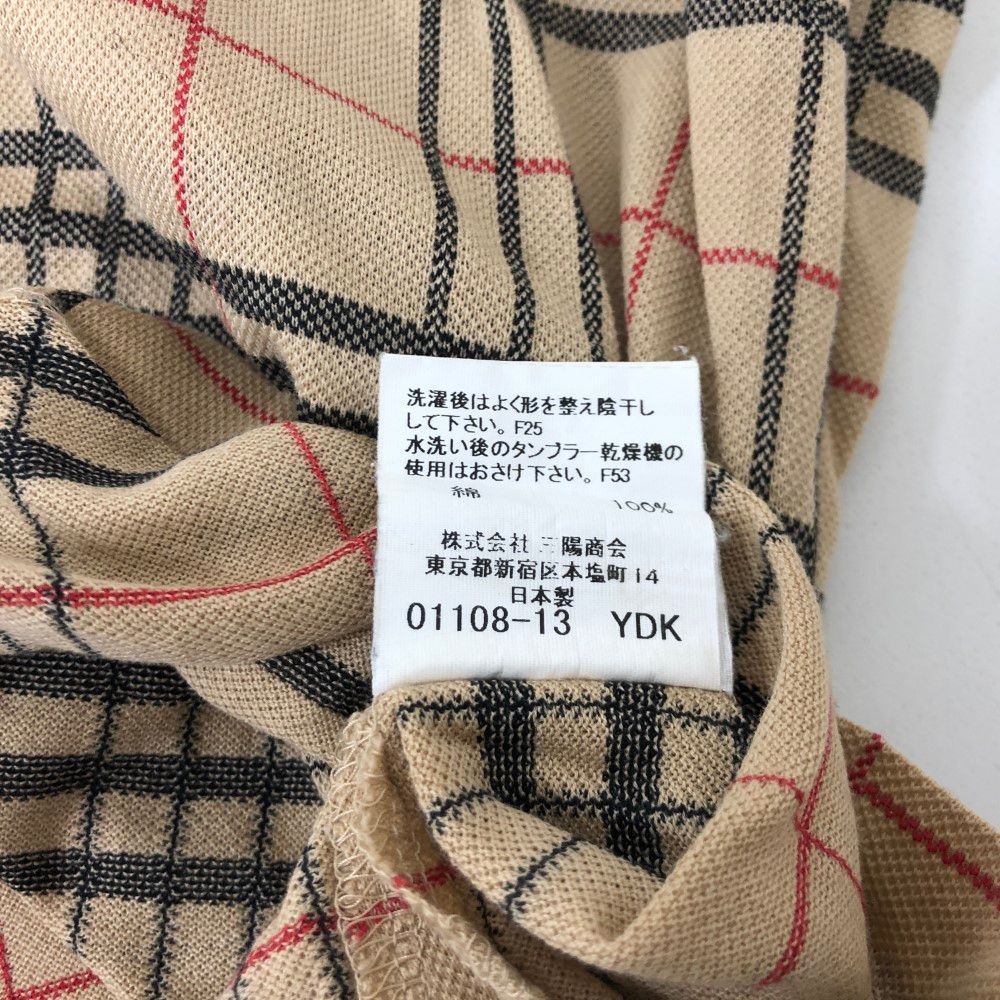 洗濯後はよく形を整え陰干し
して下さい。F25
水洗い後のタンブラー乾燥機の
使用はおさけ下さい。F53
綿 100%
株式会社 三陽商会
東京都新宿区本塩町14
日本製
01108-13 YDK